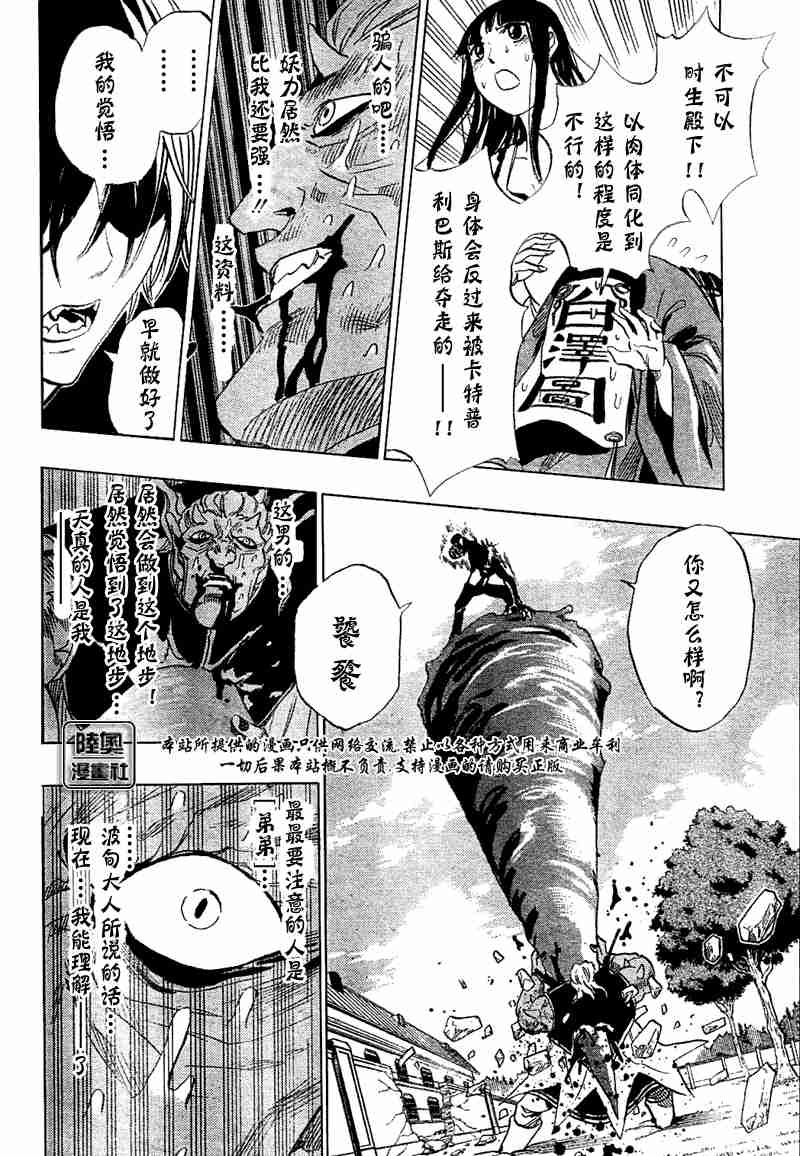 不可以
时生殿下!!
以肉体同化到
这样的程度是
不行的!
身体会反过来被卡特普
利巴斯给夺走的——!!
白澤圖
骗人的吧…
妖力居然
比我还要强……!!
这资料……
……
我的觉悟……
早就做好了
你又怎么样啊?
饕餮
这男的…
居然会做到这个地步!
居然觉悟到了这地步…
天真的人是我——
最最要注意的人是
[弟弟]…
……波旬大人所说的话……
现在……我能理解——了
陸奥
漫画社
本站所提供的漫画只供网络交流.禁止以各种方式用来商业牟利
一切后果本站概不负责.支持漫画的请购买正版